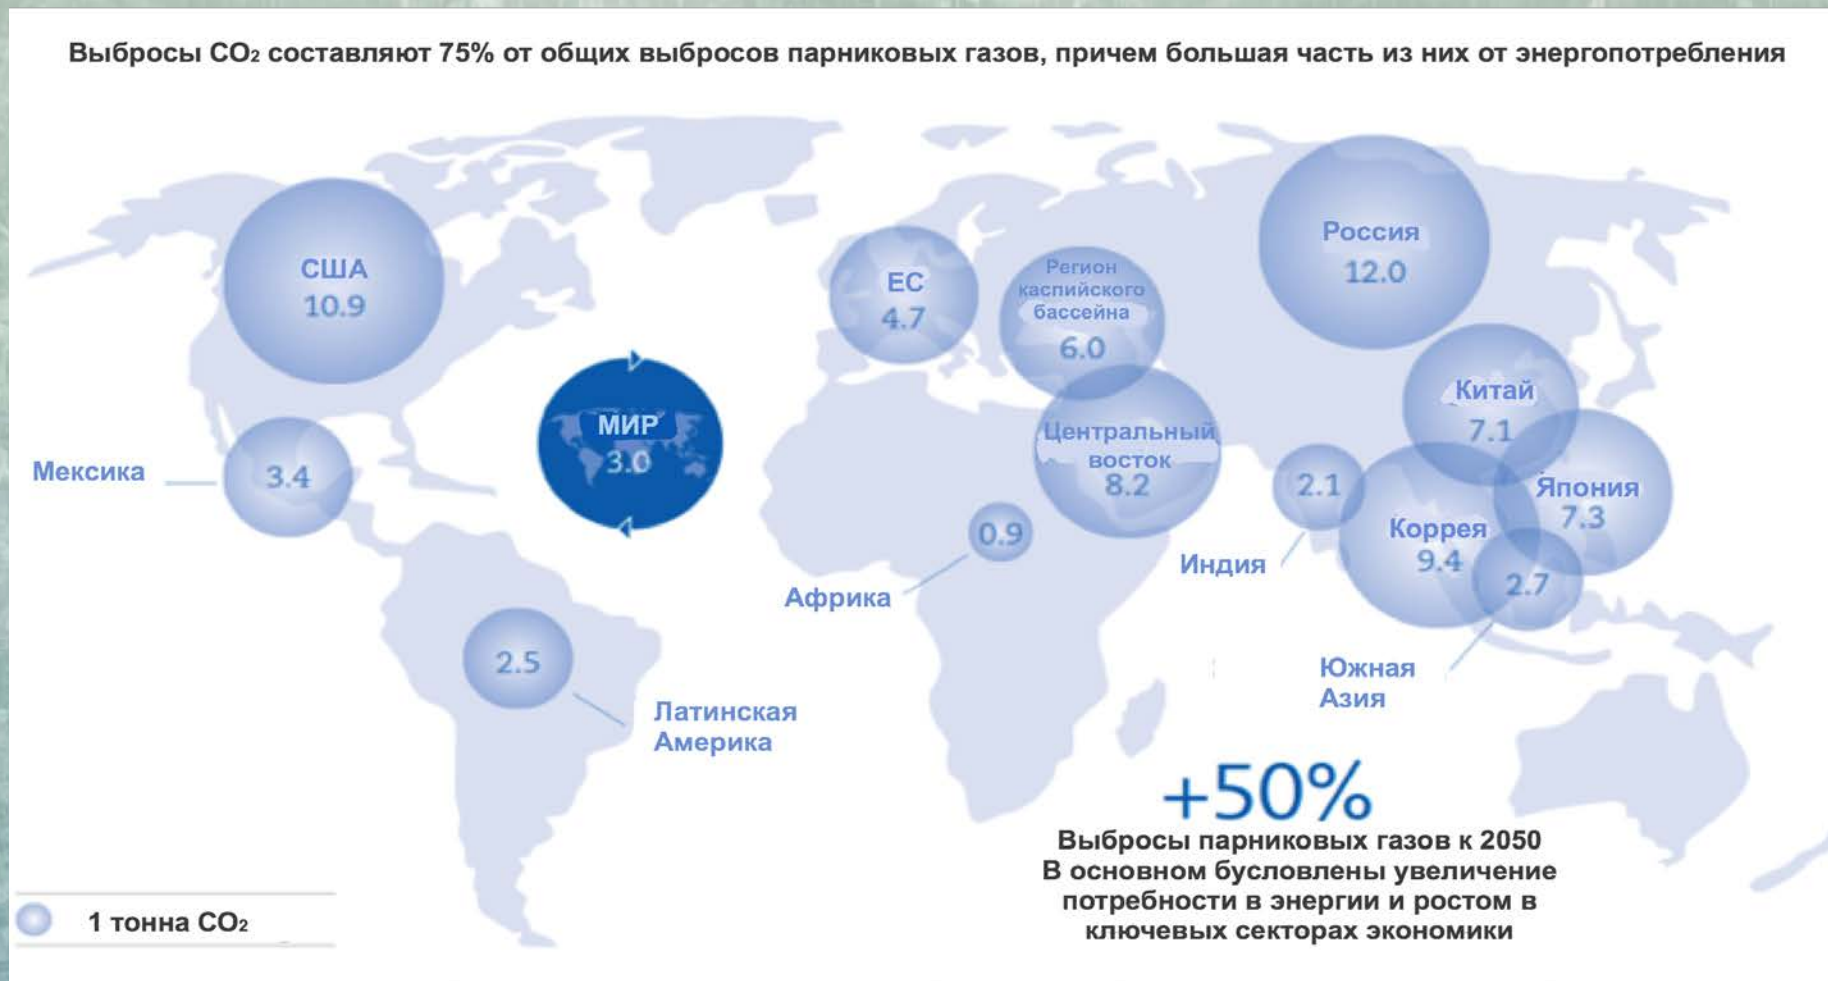 Выбросы CO₂ составляют 75% от общих выбросов парниковых газов, причем большая часть из них от энергопотребления
США
10.9
Мексика
3.4
МИР
3.0
2.5
Латинская
Америка
ЕС
4.7
Регион
каспийского
бассейна
6.0
Центральный
восток
8.2
0.9
Африка
Россия
12.0
Китай
7.1
Япония
7.3
Коррея
9.4
2.1
Индия
2.7
Южная
Азия
+50%
Выбросы парниковых газов к 2050
В основном бусловлены увеличение
потребности в энергии и ростом в
ключевых секторах экономики
1 тонна CO₂